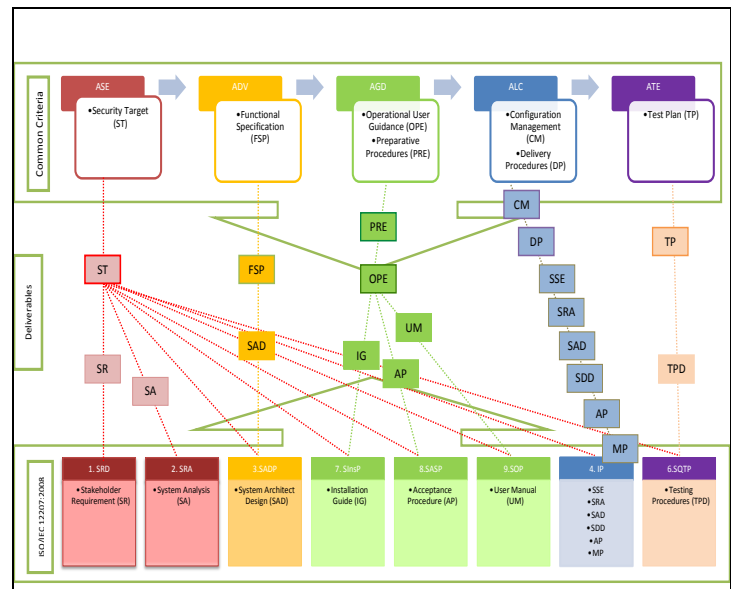 Common Criteria
ASE
ADV
AGD
ALC
ATE
•Security Target
(ST)
•Functional
Specification
(FSP)
•Operational User
Guidance (OPE)
•Preparative
Procedures (PRE)
•Configuration
Management
(CM)
•Delivery
Procedures (DP)
•Test Plan (TP)
Deliverables
CM
PRE
DP
TP
ST
FSP
OPE
SSE
SRA
UM
SAD
SAD
IG
SR
AP
SDD
TPD
SA
AP
MP
ISO/IEC 12207:2008
1. SRD
2. SRA
3.SADP
7. SInsP
8.SASP
9.SOP
4. IP
6.SQTP
•Stakeholder
Requirement (SR)
•System Analysis
(SA)
•System Architect
Design (SAD)
•Installation
Guide (IG)
•Acceptance
Procedure (AP)
•User Manual
(UM)
•SSE
•SRA
•SAD
•SDD
•AP
•MP
•Testing
Procedures (TPD)